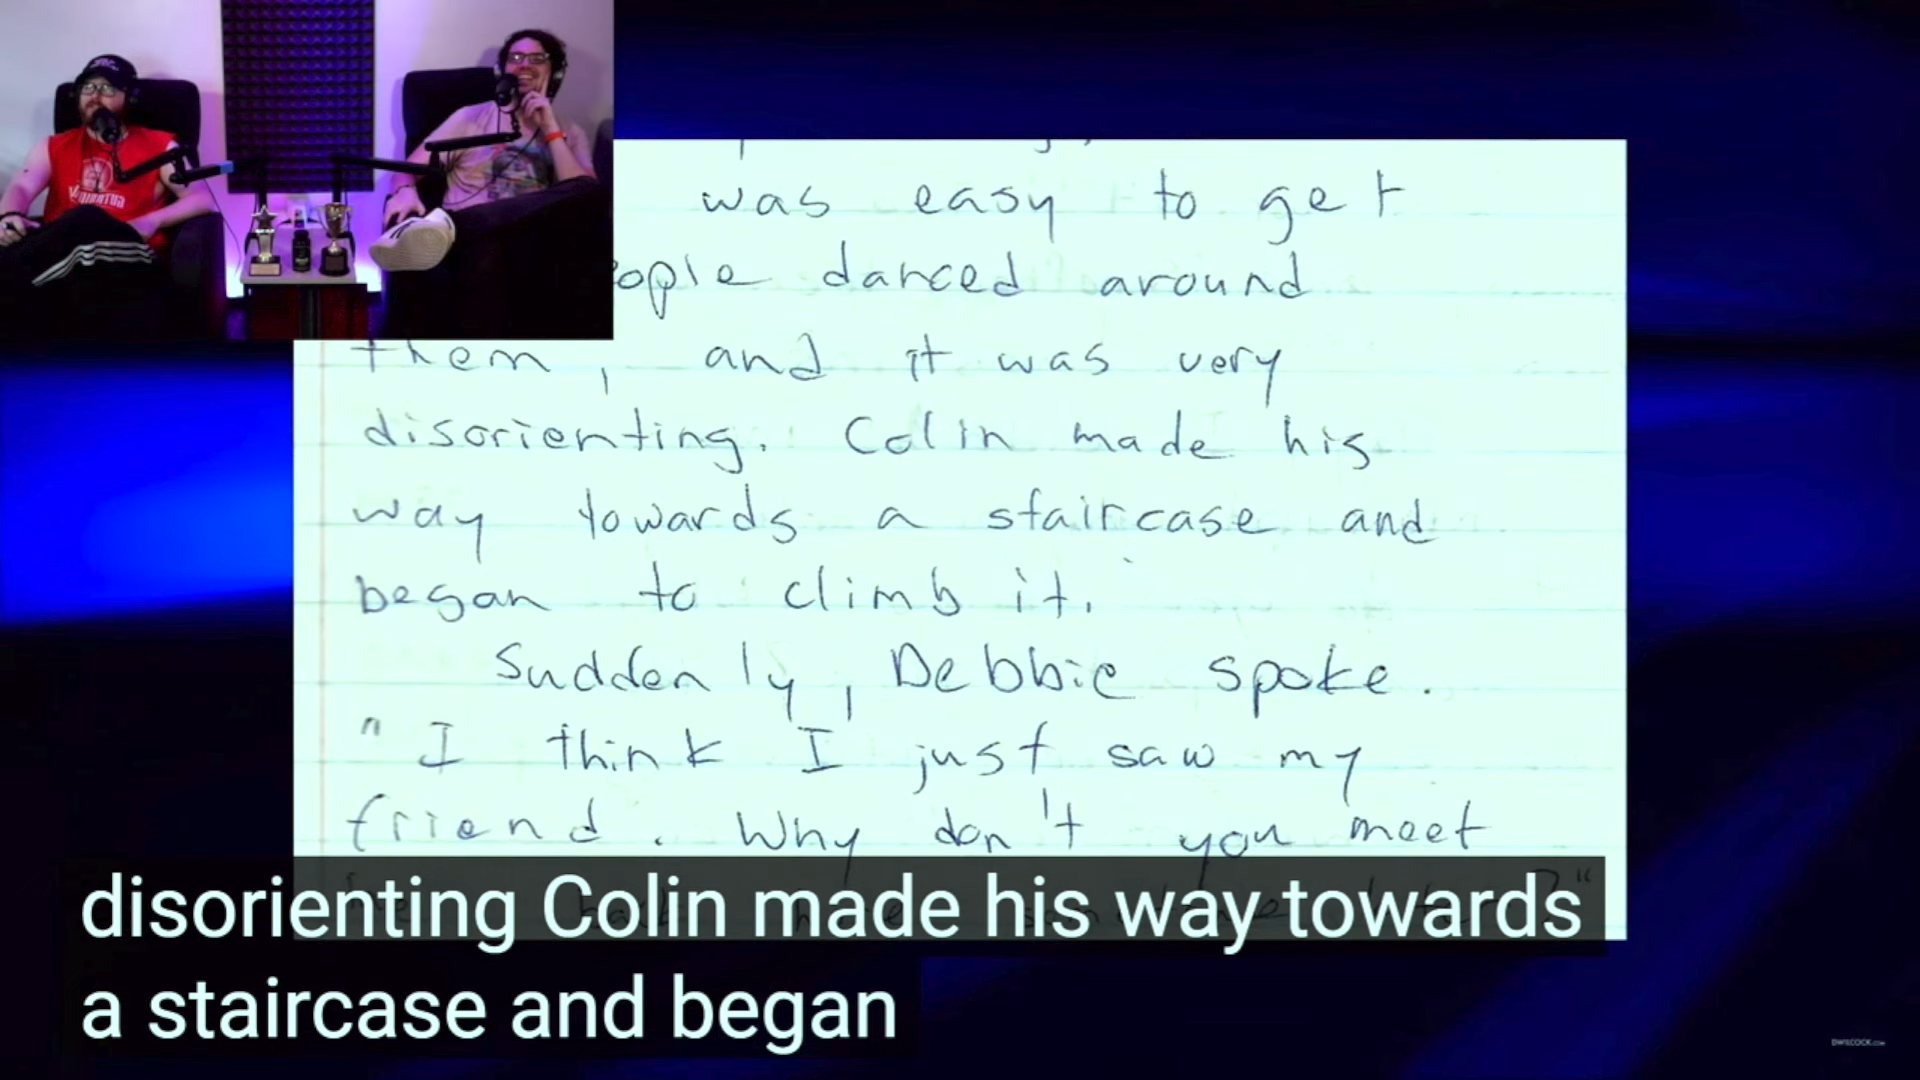 was easy to get
ople danced around
them, and it was very
disorienting. Colin made his
way towards a staircase and
began to climb it.
Suddenly, Debbie spoke.
"I think I just saw my
friend. Why don't you meet
disorienting Colin made his way towards
a staircase and began
DWILCOCK.COM